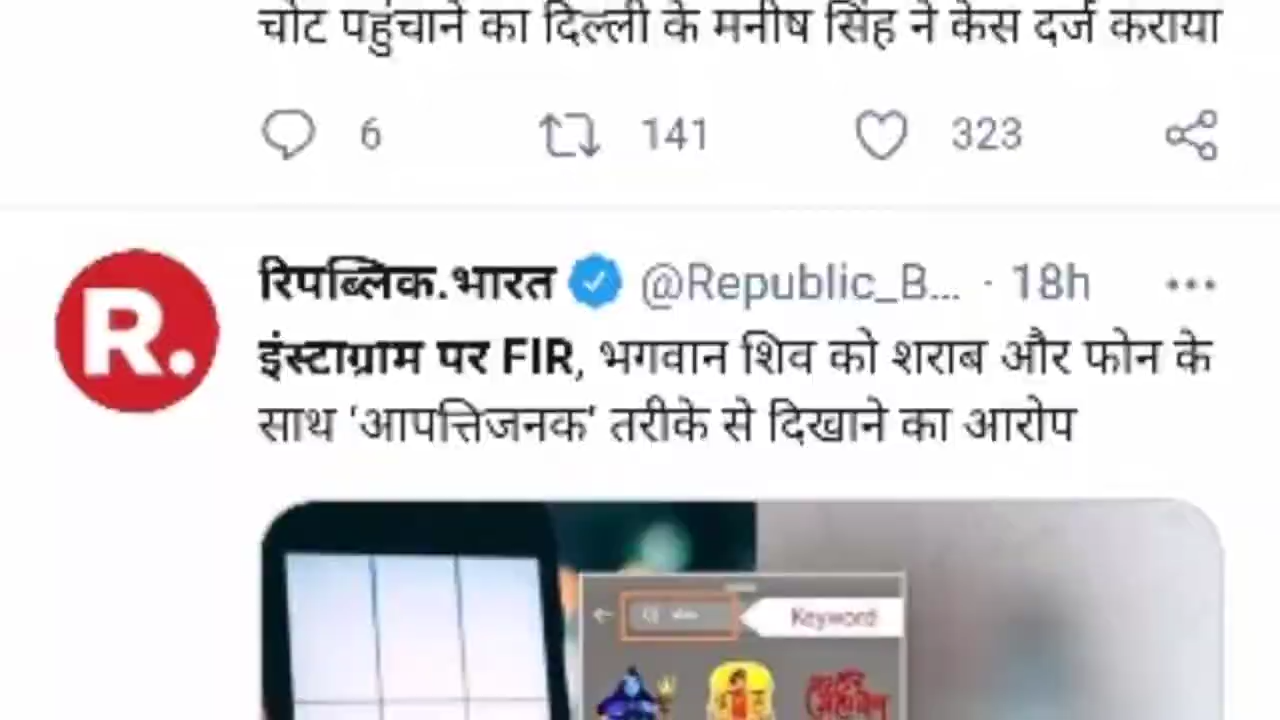 चोट पहुंचाने का दिल्ली के मनीष सिंह ने केस दर्ज कराया
6 141 323
रिपब्लिक.भारत @Republic_B... · 18h
इंस्टाग्राम पर FIR, भगवान शिव को शराब और फोन के
साथ ‘आपत्तिजनक’ तरीके से दिखाने का आरोप
R.
Keyword